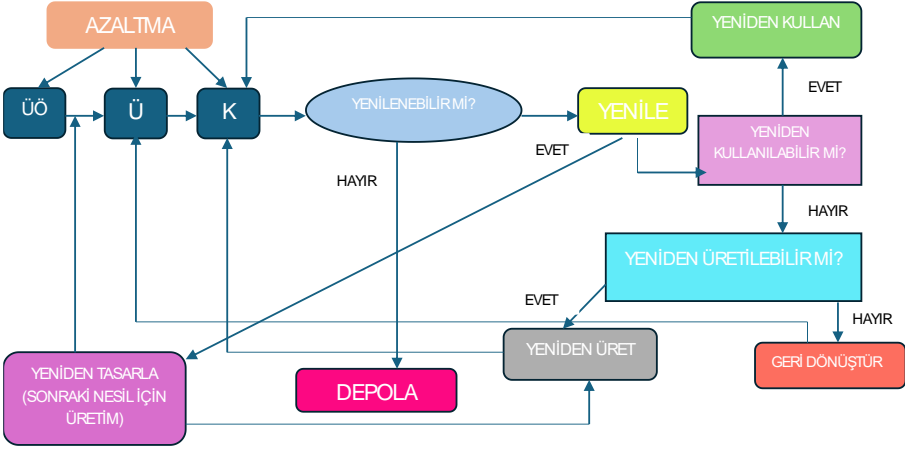 AZALTMA
YENİDEN KULLAN
EVET
ÜÖ
Ü
K
YENİLENEBİLİR Mİ?
YENİLE
YENİDEN
KULLANILABİLİR Mİ?
EVET
HAYIR
HAYIR
YENİDEN ÜRETİLEBİLİR Mİ?
EVET
HAYIR
YENİDEN TASARLA
(SONRAKİ NESİL İÇİN
ÜRETİM)
DEPOLA
YENİDEN ÜRET
GERİ DÖNÜŞTÜR